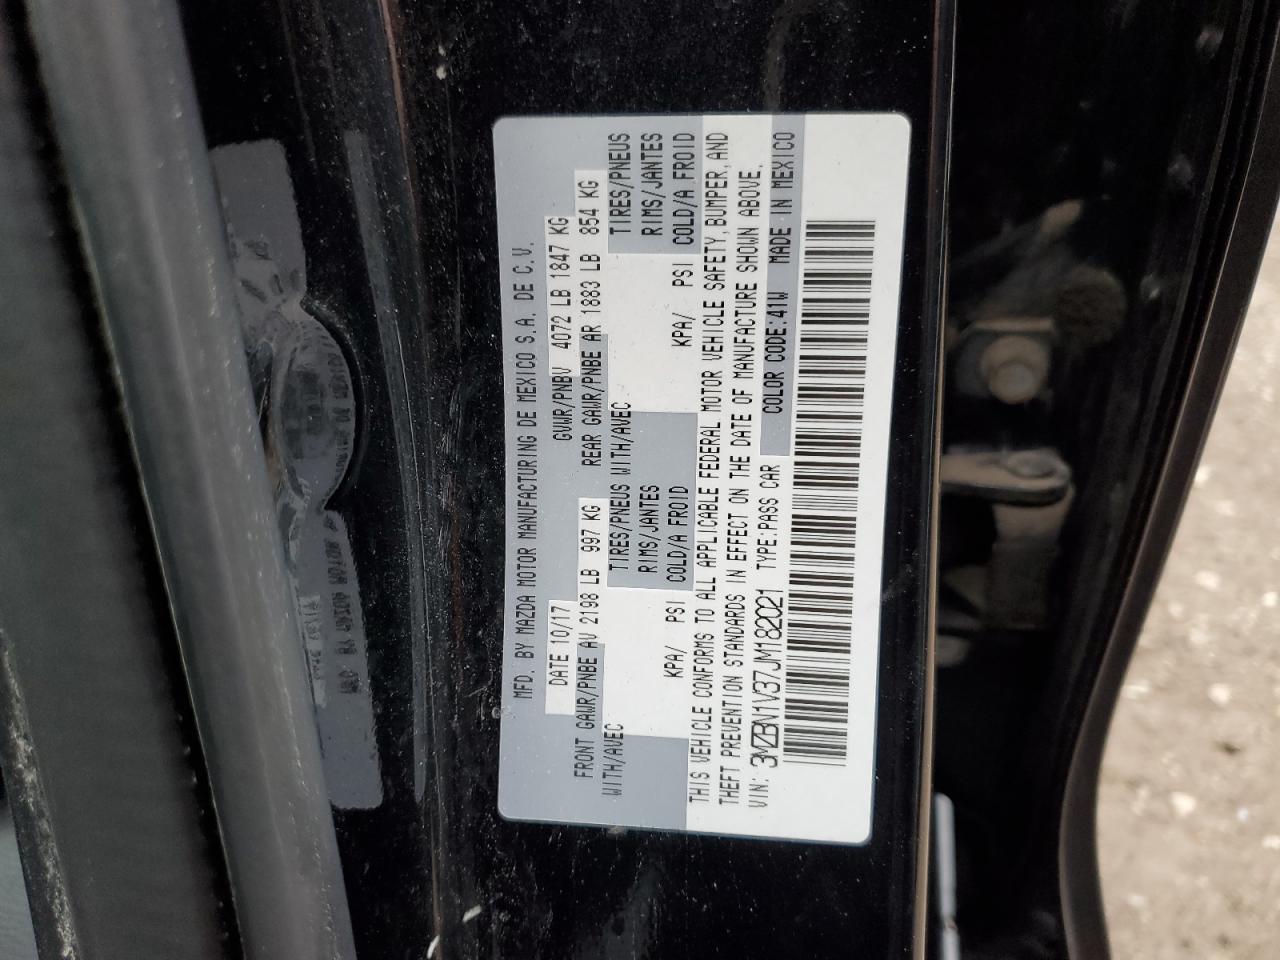 MFD. BY MAZDA MOTOR MANUFACTURING DE MEXICO S.A. DE C.V.
DATE 10/17 GVWR/PNBV 4072 LB 1847 KG
FRONT GAWR/PNBE AV 2198 LB 997 KG REAR GAWR/PNBE AR 1883 LB 854 KG
WITH/AVEC TIRES/PNEUS WITH/AVEC TIRES/PNEUS
RIMS/JANTES RIMS/JANTES
KPA/ PSI COLD/A FROID KPA/ PSI COLD/A FROID
THIS VEHICLE CONFORMS TO ALL APPLICABLE FEDERAL MOTOR VEHICLE SAFETY, BUMPER, AND
THEFT PREVENTION STANDARDS IN EFFECT ON THE DATE OF MANUFACTURE SHOWN ABOVE.
VIN: 3MZBN1V37JM182021 TYPE:PASS CAR COLOR CODE:41W MADE IN MEXICO